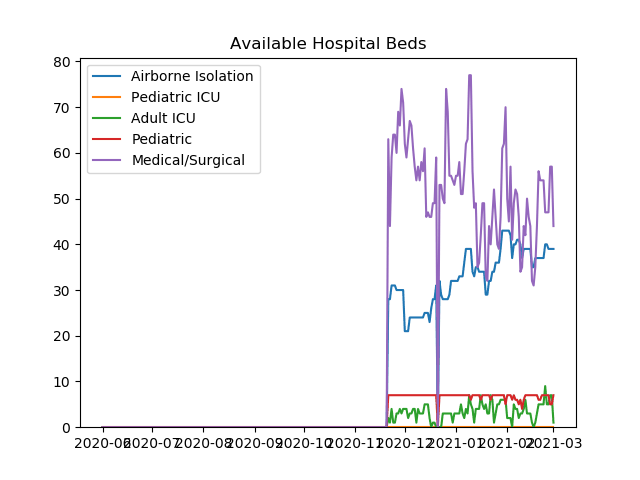 Available Hospital Beds
Airborne Isolation
Pediatric ICU
Adult ICU
Pediatric
Medical/Surgical
80
70
60
50
40
30
20
10
0
2020-06 2020-07 2020-08 2020-09 2020-10 2020-11 2020-12 2021-01 2021-02 2021-03